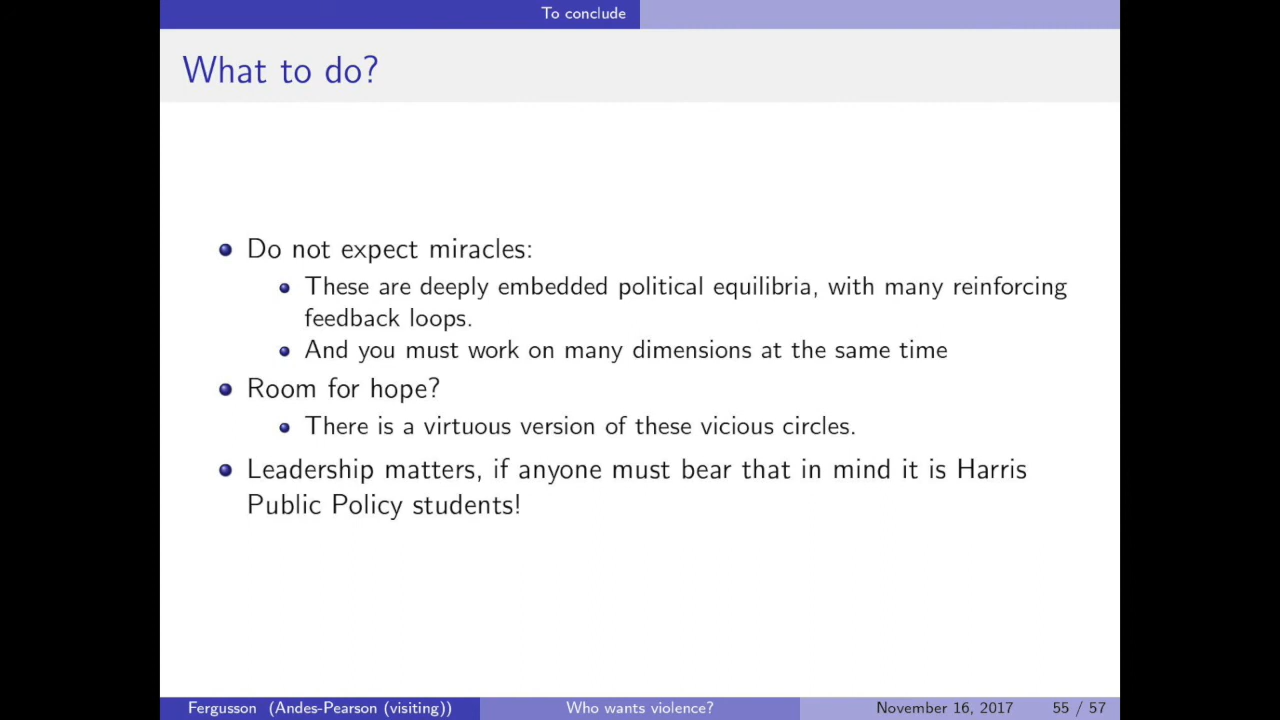 To conclude
What to do?
Do not expect miracles:
These are deeply embedded political equilibria, with many reinforcing
feedback loops.
And you must work on many dimensions at the same time
Room for hope?
There is a virtuous version of these vicious circles.
Leadership matters, if anyone must bear that in mind it is Harris
Public Policy students!
Fergusson (Andes-Pearson (visiting)) Who wants violence? November 16, 2017 55 / 57